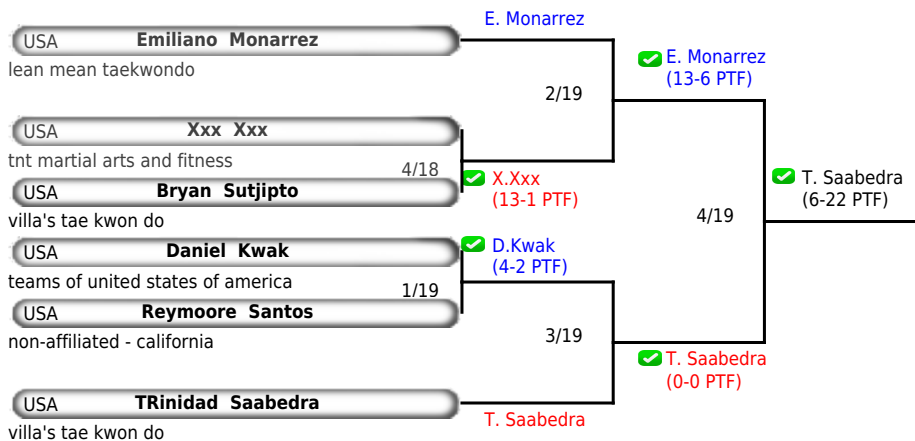 E. Monarrez
USA Emiliano Monarrez
lean mean taekwondo
E. Monarrez
(13-6 PTF)
2/19
USA Xxx Xxx
tnt martial arts and fitness
4/18
X.Xxx
(13-1 PTF)
USA Bryan Sutjipto
villa's tae kwon do
T. Saabedra
(6-22 PTF)
4/19
USA Daniel Kwak
teams of united states of america
D.Kwak
(4-2 PTF)
1/19
USA Reymoore Santos
non-affiliated - california
3/19
T. Saabedra
(0-0 PTF)
USA TRinidad Saabedra
villa's tae kwon do
T. Saabedra